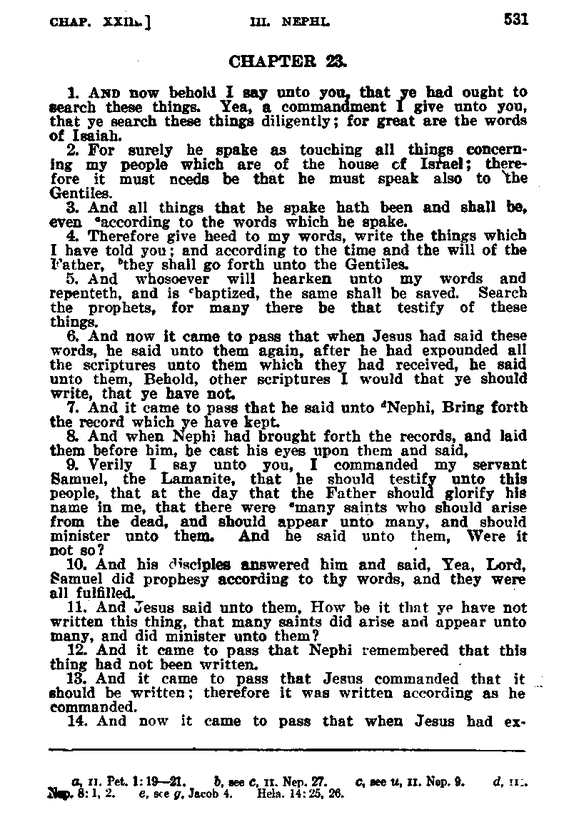 CHAP. XXIII.] III. NEPHI. 531
CHAPTER 23.
1. AND now behold I say unto you, that ye had ought to
search these things. Yea, a commandment I give unto you,
that ye search these things diligently; for great are the words
of Isaiah.
2. For surely he spake as touching all things concern-
ing my people which are of the house of Israel; there-
fore it must needs be that he must speak also to the
Gentiles.
3. And all things that he spake hath been and shall be,
even ᵃaccording to the words which he spake.
4. Therefore give heed to my words, write the things which
I have told you; and according to the time and the will of the
Father, ᵇthey shall go forth unto the Gentiles.
5. And whosoever will hearken unto my words and
repenteth, and is ᶜbaptized, the same shall be saved. Search
the prophets, for many there be that testify of these
things.
6. And now it came to pass that when Jesus had said these
words, he said unto them again, after he had expounded all
the scriptures unto them which they had received, he said
unto them, Behold, other scriptures I would that ye should
write, that ye have not.
7. And it came to pass that he said unto ᵈNephi, Bring forth
the record which ye have kept.
8. And when Nephi had brought forth the records, and laid
them before him, he cast his eyes upon them and said,
9. Verily I say unto you, I commanded my servant
Samuel, the Lamanite, that he should testify unto this
people, that at the day that the Father should glorify his
name in me, that there were ᵉmany saints who should arise
from the dead, and should appear unto many, and should
minister unto them. And he said unto them, Were it
not so?
10. And his disciples answered him and said, Yea, Lord,
Samuel did prophesy according to thy words, and they were
all fulfilled.
11. And Jesus said unto them, How be it that ye have not
written this thing, that many saints did arise and appear unto
many, and did minister unto them?
12. And it came to pass that Nephi remembered that this
thing had not been written.
13. And it came to pass that Jesus commanded that it
should be written; therefore it was written according as he
commanded.
14. And now it came to pass that when Jesus had ex-
a, II. Pet. 1:19—21. b, see c, II. Nep. 27. c, see u, II. Nep. 9. d, III.
Nep. 8:1, 2. e, see g, Jacob 4. Hela. 14:25, 26.